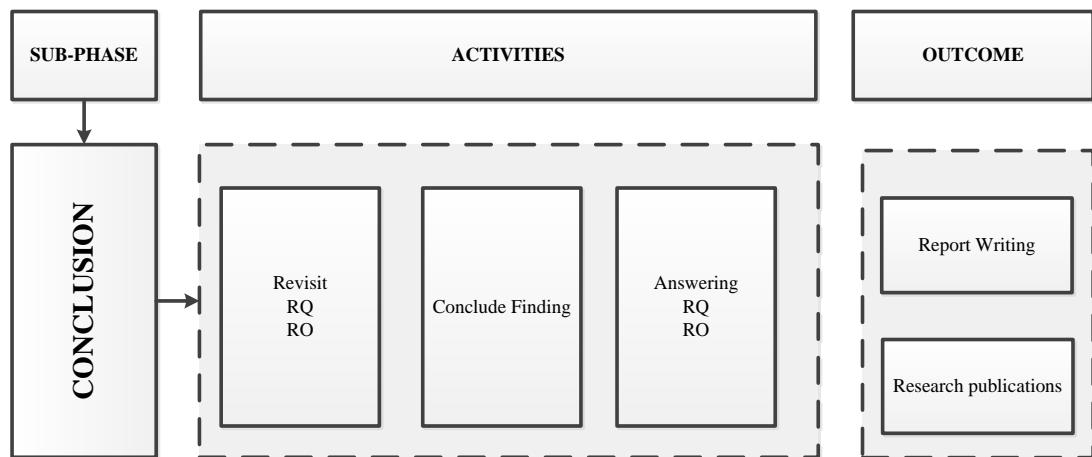 SUB-PHASE
ACTIVITIES
OUTCOME
CONCLUSION
Revisit
RQ
RO
Conclude Finding
Answering
RQ
RO
Report Writing
Research publications